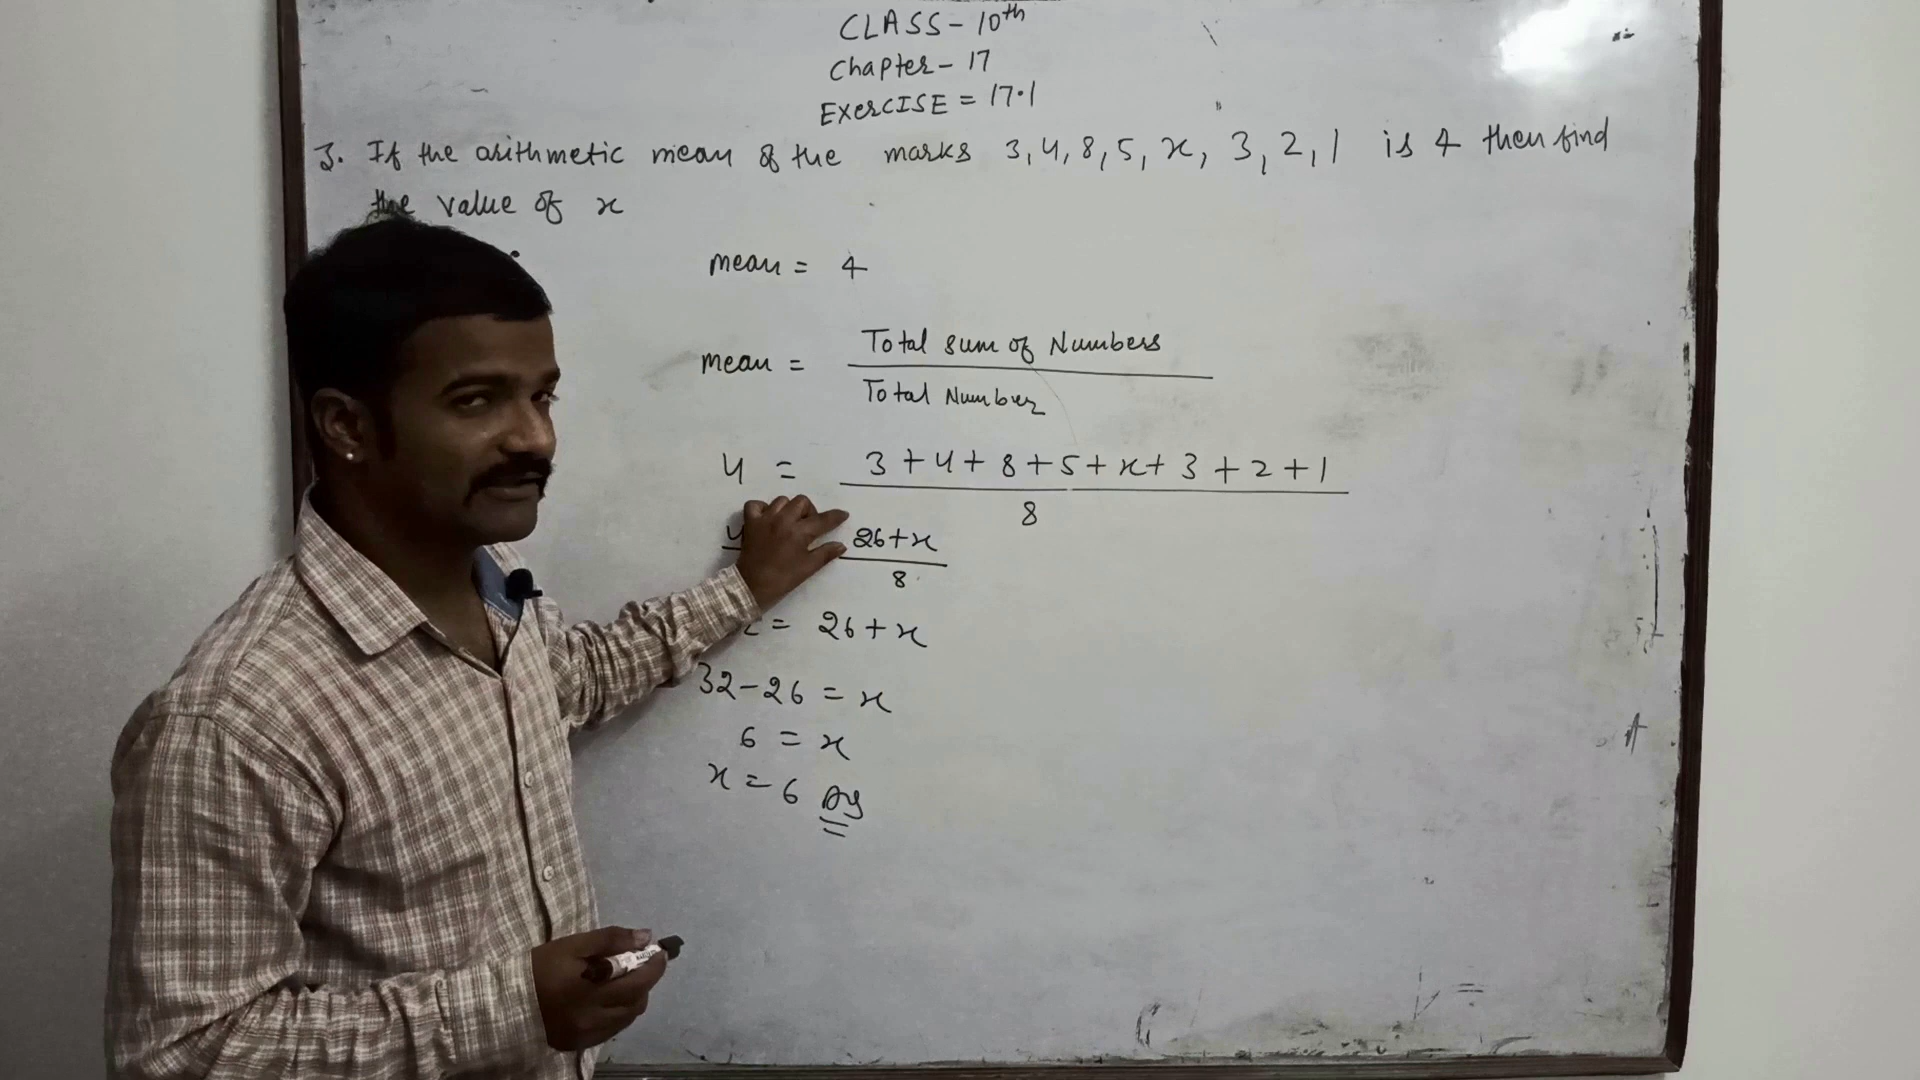 CLASS - 10th
Chapter - 17
EXERCISE = 17.1
3. If the arithmetic mean of the marks 3, 4, 8, 5, x, 3, 2, 1 is 4 then find
the value of x
mean = 4
mean = Total sum of Numbers
Total Number
4 = 3 + 4 + 8 + 5 + x + 3 + 2 + 1
8
4 26 + x
8
= 26 + x
32 - 26 = x
6 = x
x = 6 Ans